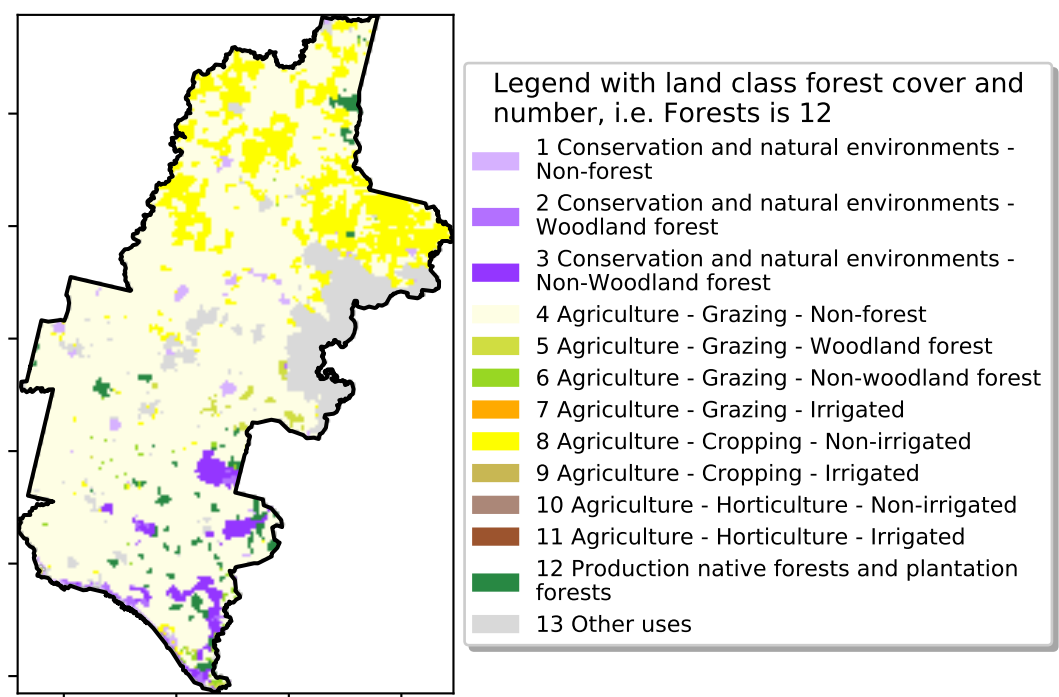 Legend with land class forest cover and
number, i.e. Forests is 12
1 Conservation and natural environments -
Non-forest
2 Conservation and natural environments -
Woodland forest
3 Conservation and natural environments -
Non-Woodland forest
4 Agriculture - Grazing - Non-forest
5 Agriculture - Grazing - Woodland forest
6 Agriculture - Grazing - Non-woodland forest
7 Agriculture - Grazing - Irrigated
8 Agriculture - Cropping - Non-irrigated
9 Agriculture - Cropping - Irrigated
10 Agriculture - Horticulture - Non-irrigated
11 Agriculture - Horticulture - Irrigated
12 Production native forests and plantation
forests
13 Other uses